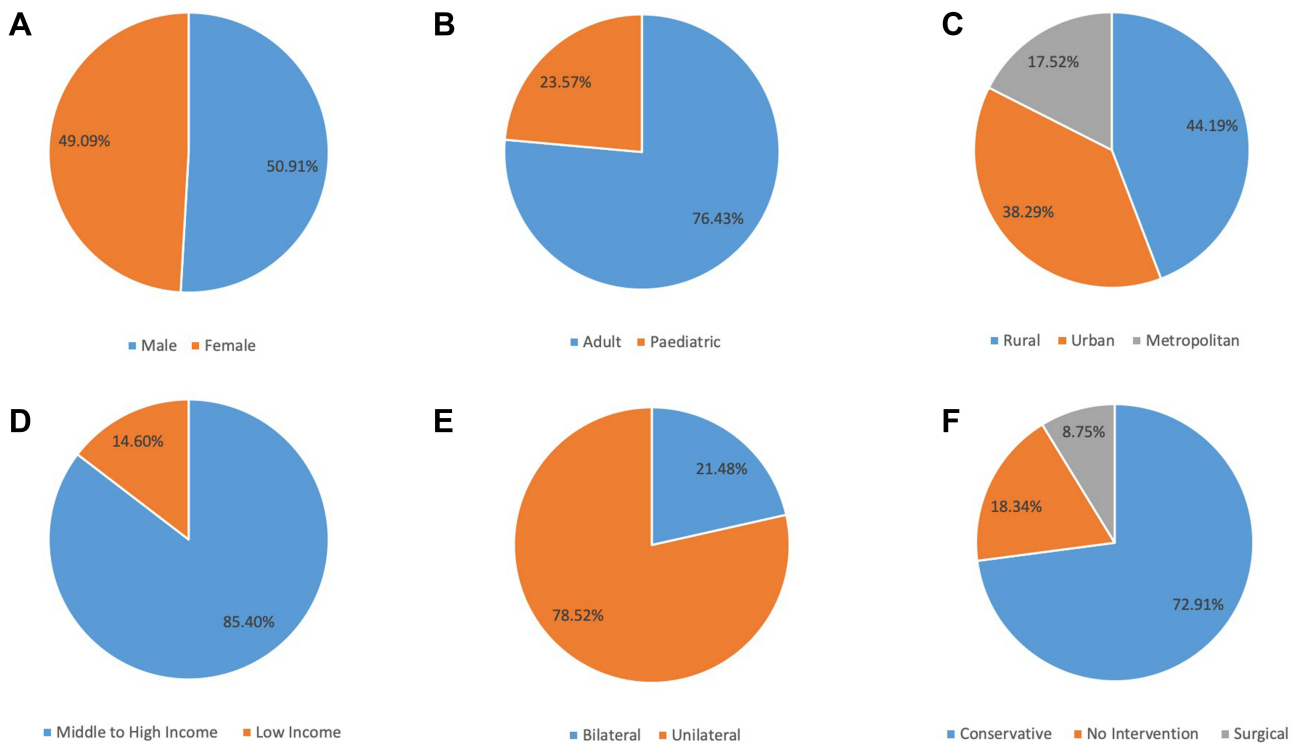 A
49.09%
50.91%
Male Female
B
23.57%
76.43%
Adult Paediatric
C
17.52%
44.19%
38.29%
Rural Urban Metropolitan
D
14.60%
85.40%
Middle to High Income Low Income
E
21.48%
78.52%
Bilateral Unilateral
F
8.75%
18.34%
72.91%
Conservative No Intervention Surgical